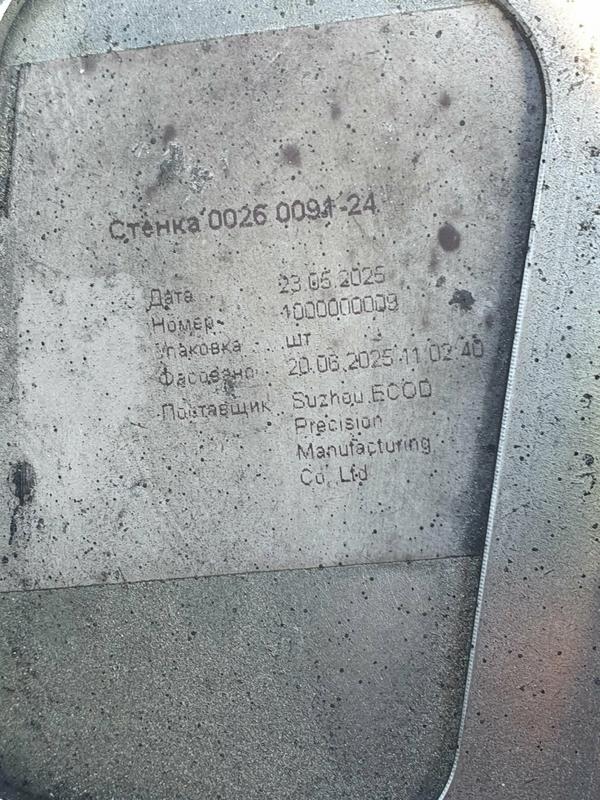 Стенка 0026 0091-24
Дата 23.05.2025
Номер 1000000009
Упаковка шт
Фасовано 20.06.2025 11:02:40
Поставщик Suzhou ECOD
Precision
Manufacturing
Co, Ltd